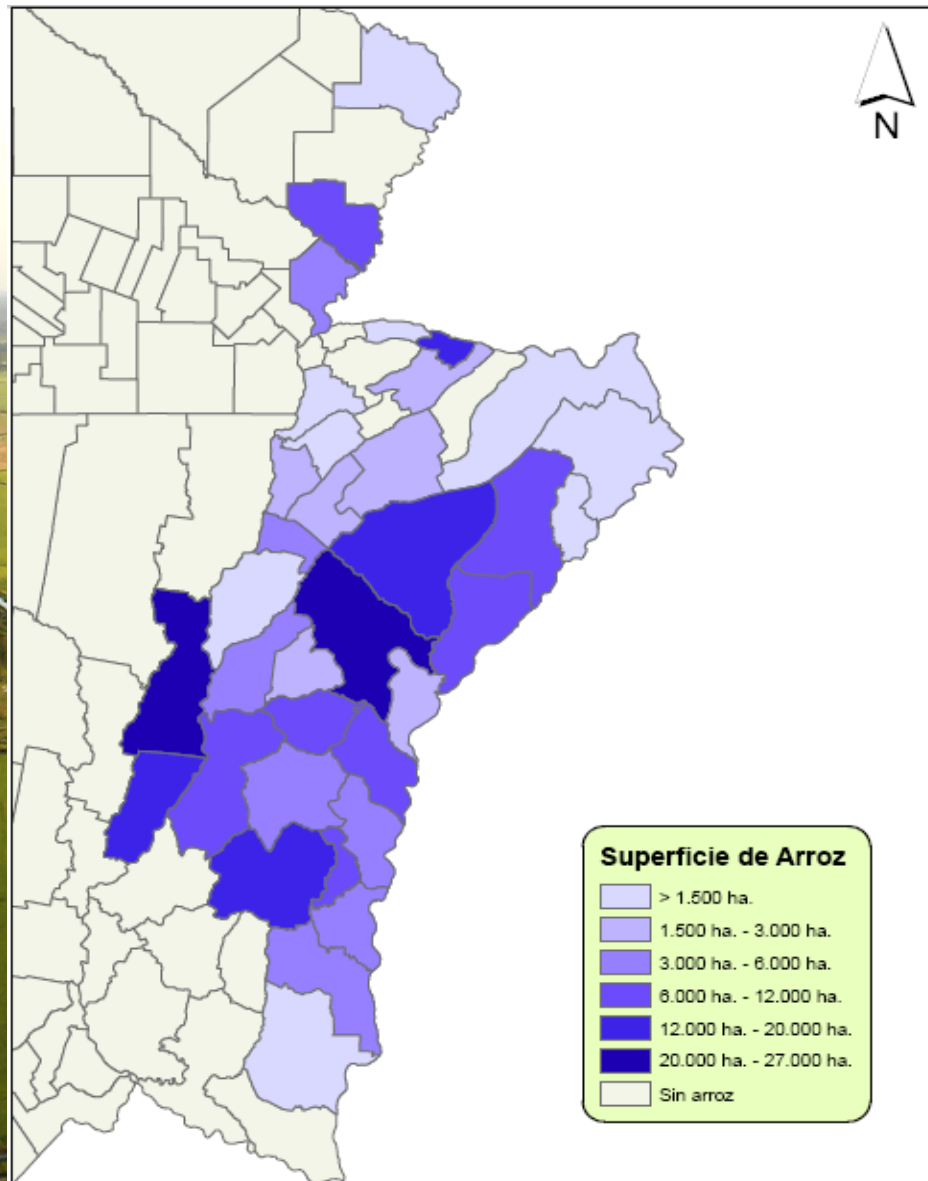 N
Superficie de Arroz
> 1.500 ha.
1.500 ha. - 3.000 ha.
3.000 ha. - 6.000 ha.
6.000 ha. - 12.000 ha.
12.000 ha. - 20.000 ha.
20.000 ha. - 27.000 ha.
Sin arroz